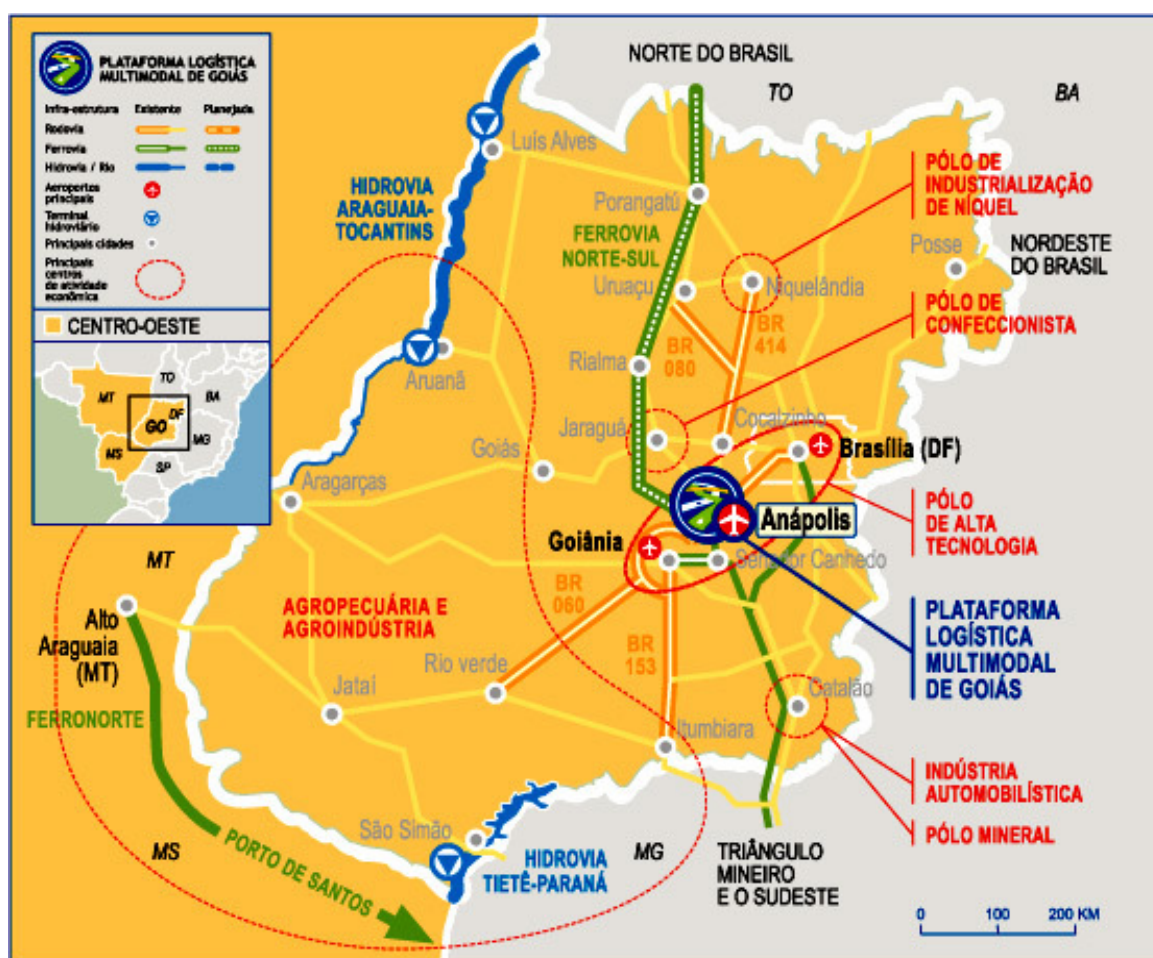 PLATAFORMA LOGÍSTICA
MULTIMODAL DE GOIÁS
Infra-estrutura Existente Planejada
Rodovia
Ferrovia
Hidrovia / Rio
Aeroportos
principais
Terminal
hidroviário
Principais cidades
Principais
centros
de atividade
econômica
CENTRO-OESTE
MT
TO
BA
DF
GO
MG
MS
SP
NORTE DO BRASIL
TO
BA
Luís Alves
HIDROVIA
ARAGUAIA-
TOCANTINS
Porangatú
FERROVIA
NORTE-SUL
Uruaçu
Niquelândia
PÓLO DE
INDUSTRIALIZAÇÃO
DE NÍQUEL
Posse
NORDESTE
DO BRASIL
BR
080
BR
414
PÓLO DE
CONFECCIONISTA
Aruanã
Rialma
Jaraguá
Cocalzinho
Goiás
Brasília (DF)
Aragarças
Anápolis
PÓLO
DE ALTA
TECNOLOGIA
Goiânia
Senador Canhedo
MT
BR
060
AGROPECUÁRIA E
AGROINDÚSTRIA
Alto
Araguaia
(MT)
BR
153
PLATAFORMA
LOGÍSTICA
MULTIMODAL
DE GOIÁS
Rio verde
Jataí
Catalão
FERRONORTE
Itumbiara
INDÚSTRIA
AUTOMOBILÍSTICA
PÓLO MINERAL
São Simão
MS
PORTO DE SANTOS
HIDROVIA
TIETÊ-PARANÁ
MG
TRIÂNGULO
MINEIRO
E O SUDESTE
0 100 200 KM